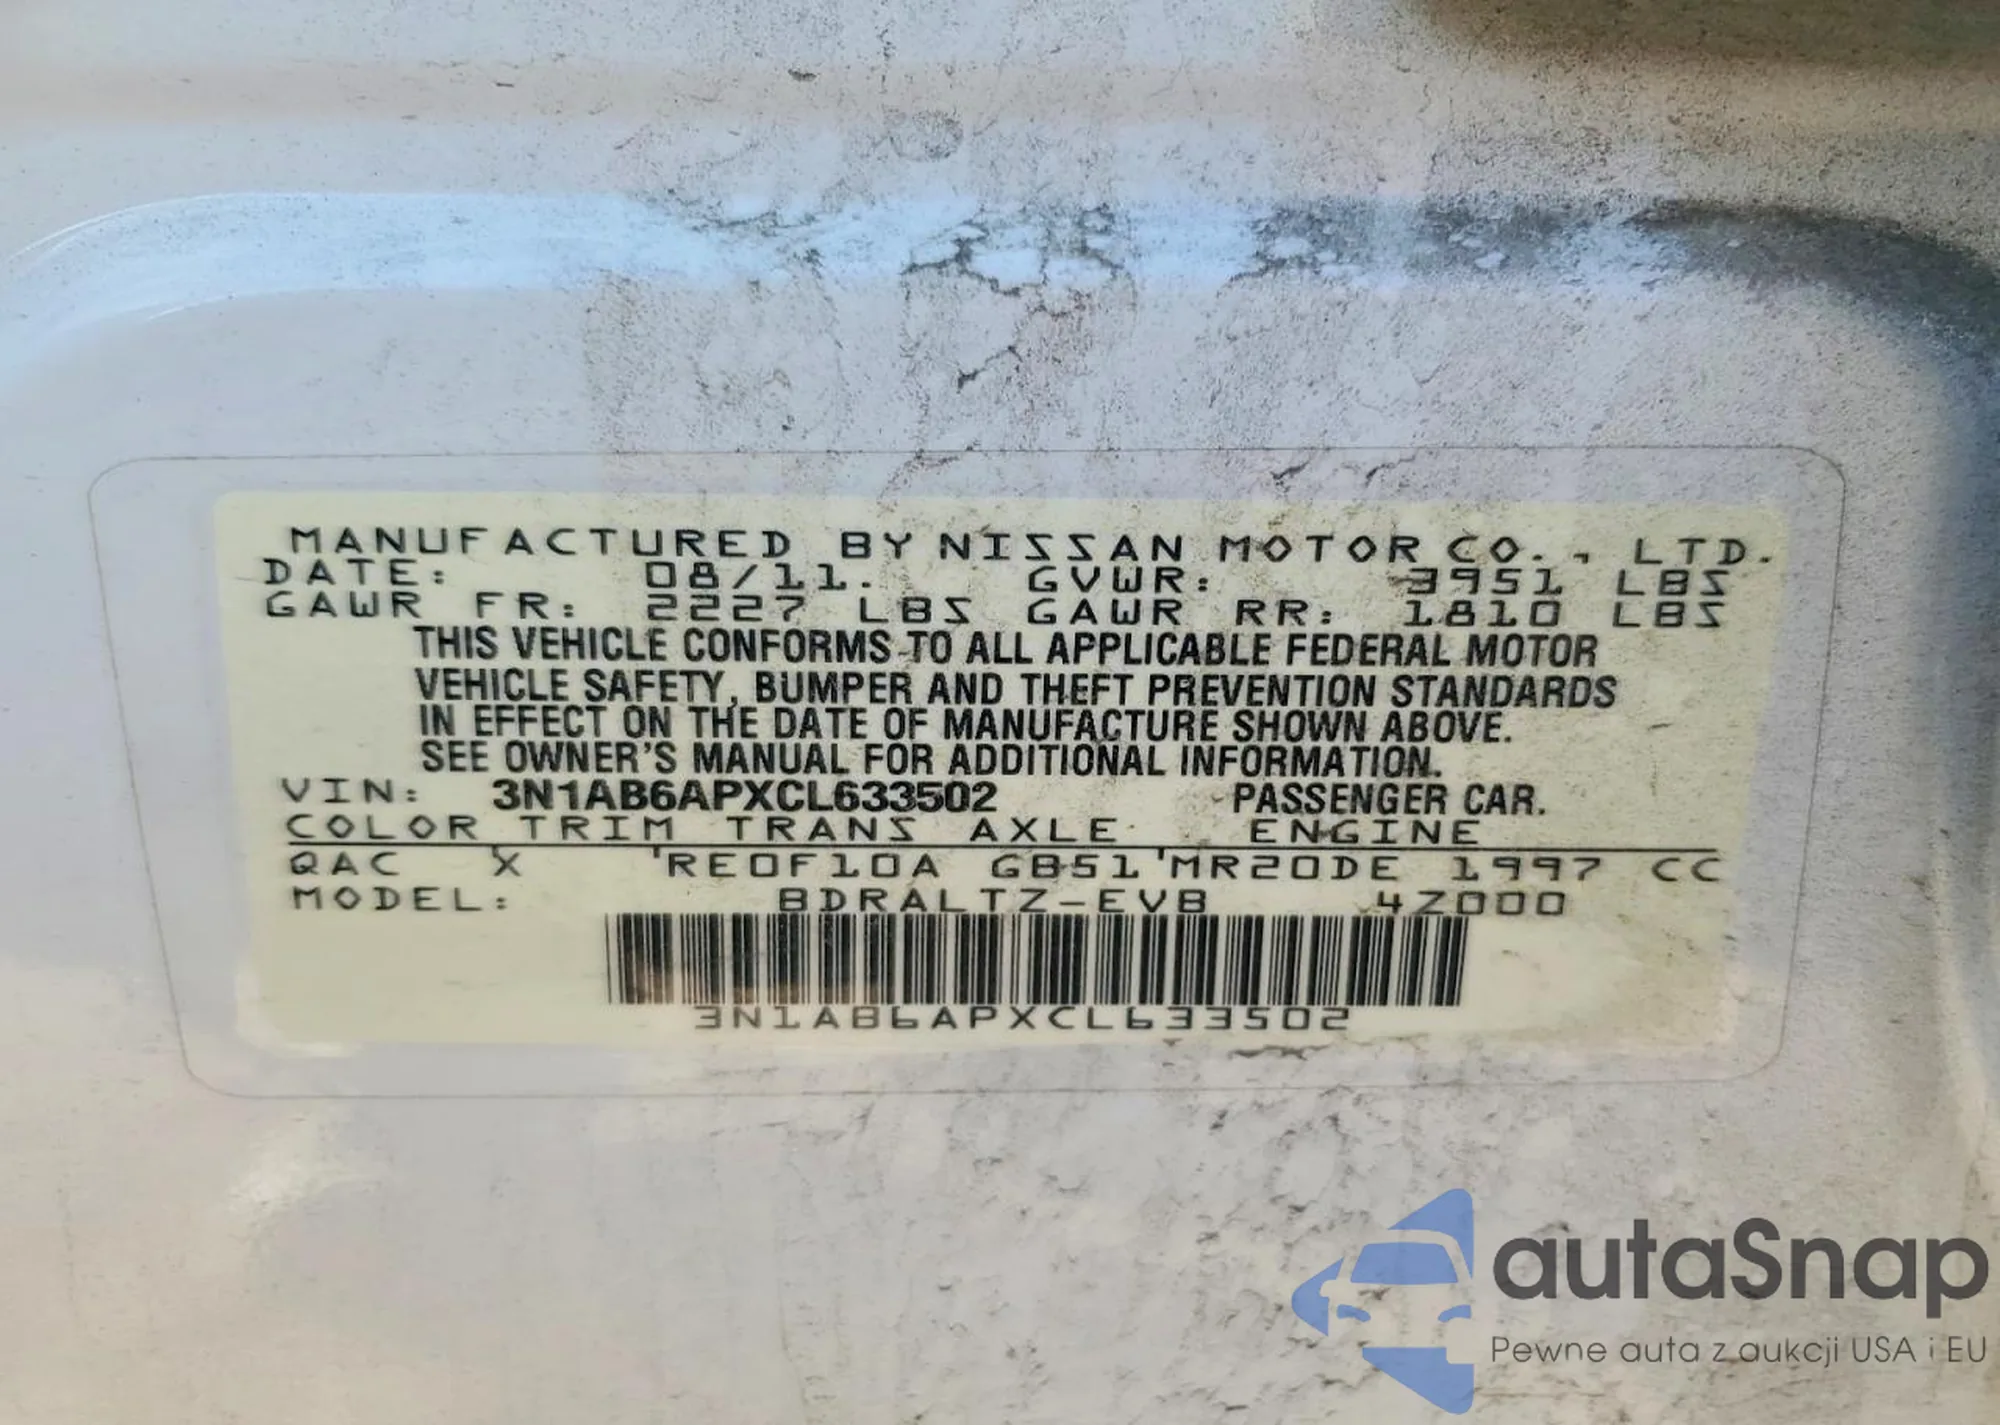 MANUFACTURED BY NISSAN MOTOR CO., LTD.
DATE: 08/11. GVWR: 3951 LBS
GAWR FR: 2227 LBS GAWR RR: 1810 LBS
THIS VEHICLE CONFORMS TO ALL APPLICABLE FEDERAL MOTOR
VEHICLE SAFETY, BUMPER AND THEFT PREVENTION STANDARDS
IN EFFECT ON THE DATE OF MANUFACTURE SHOWN ABOVE.
SEE OWNER'S MANUAL FOR ADDITIONAL INFORMATION.
VIN: 3N1AB6APXCL633502 PASSENGER CAR.
COLOR TRIM TRANS AXLE ENGINE
QAC X RE0F10A GB51 MR20DE 1997 CC
MODEL: BDRALTZ-EVB 4Z000
3N1AB6APXCL633502
autaSnap
Pewne auta z aukcji USA i EU